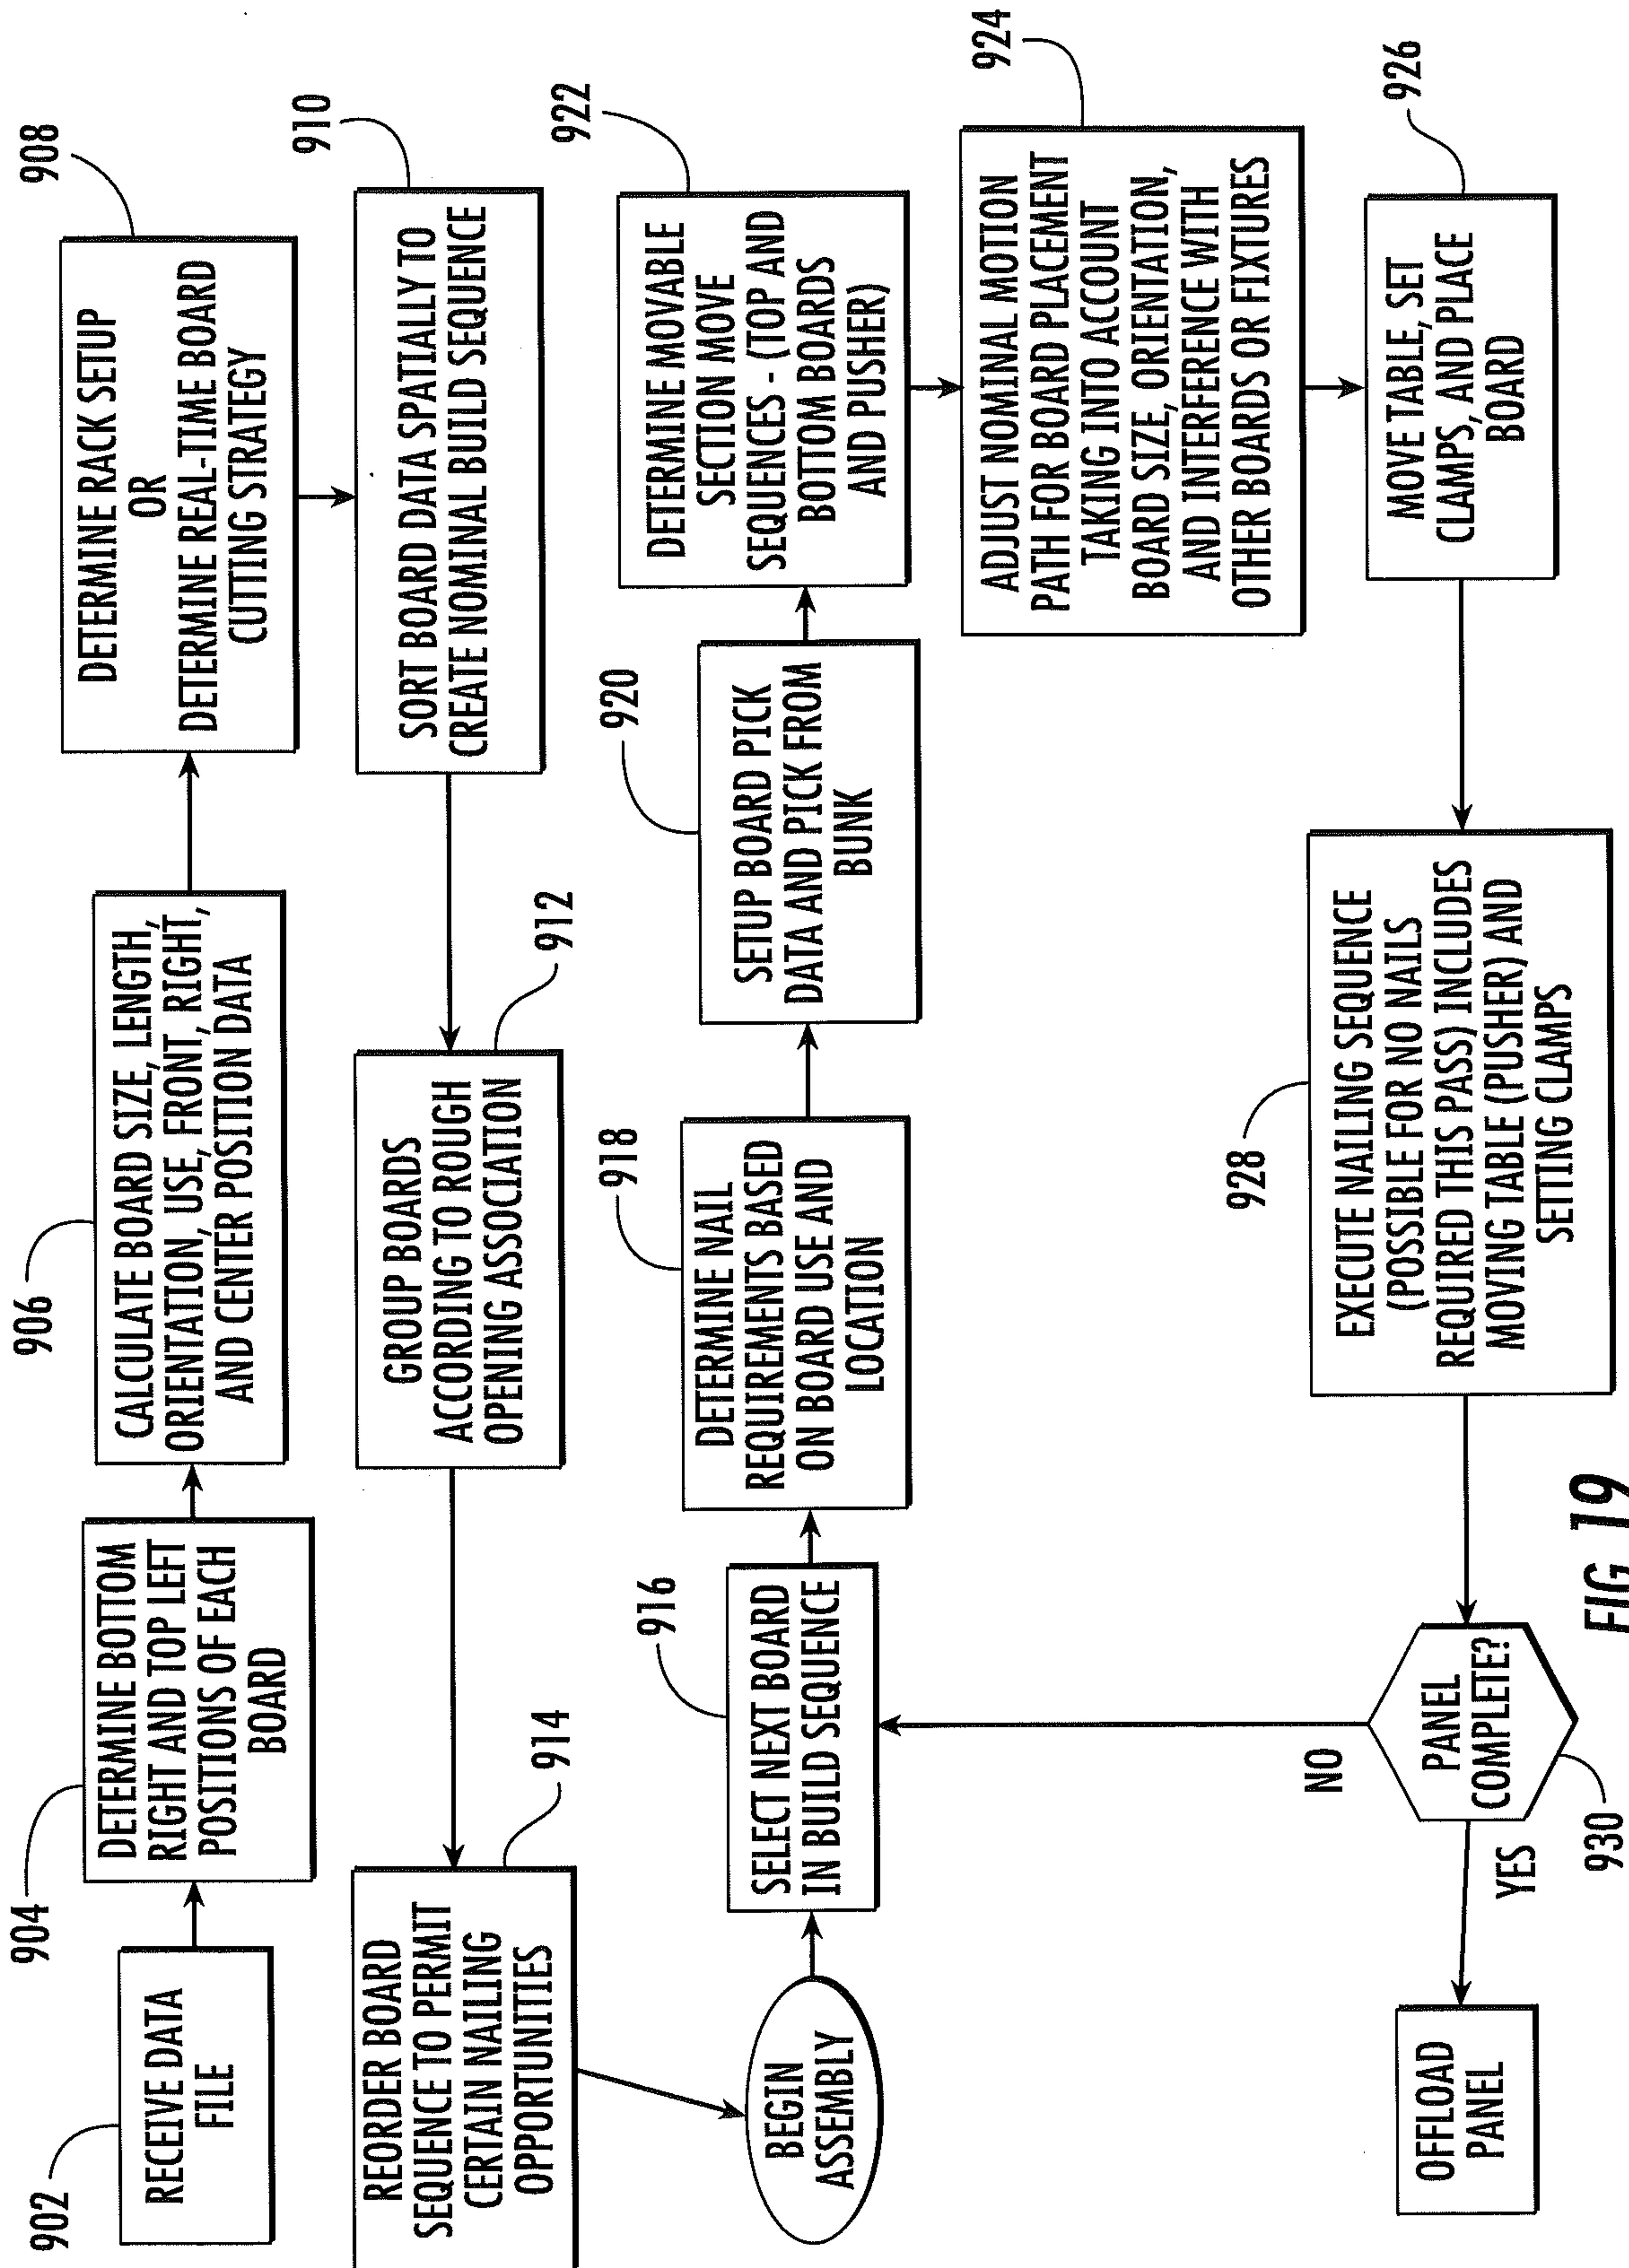 902
RECEIVE DATA
FILE
904
DETERMINE BOTTOM
RIGHT AND TOP LEFT
POSITIONS OF EACH
BOARD
906
CALCULATE BOARD SIZE, LENGTH,
ORIENTATION, USE, FRONT, RIGHT,
AND CENTER POSITION DATA
908
DETERMINE RACK SETUP
OR
DETERMINE REAL-TIME BOARD
CUTTING STRATEGY
910
SORT BOARD DATA SPATIALLY TO
CREATE NOMINAL BUILD SEQUENCE
912
GROUP BOARDS
ACCORDING TO ROUGH
OPENING ASSOCIATION
914
REORDER BOARD
SEQUENCE TO PERMIT
CERTAIN NAILING
OPPORTUNITIES
BEGIN
ASSEMBLY
916
SELECT NEXT BOARD
IN BUILD SEQUENCE
918
DETERMINE NAIL
REQUIREMENTS BASED
ON BOARD USE AND
LOCATION
920
SETUP BOARD PICK
DATA AND PICK FROM
BUNK
922
DETERMINE MOVABLE
SECTION MOVE
SEQUENCES - (TOP AND
BOTTOM BOARDS
AND PUSHER)
924
ADJUST NOMINAL MOTION
PATH FOR BOARD PLACEMENT
TAKING INTO ACCOUNT
BOARD SIZE, ORIENTATION,
AND INTERFERENCE WITH
OTHER BOARDS OR FIXTURES
926
MOVE TABLE, SET
CLAMPS, AND PLACE
BOARD
928
EXECUTE NAILING SEQUENCE
(POSSIBLE FOR NO NAILS
REQUIRED THIS PASS) INCLUDES
MOVING TABLE (PUSHER) AND
SETTING CLAMPS
NO
PANEL
COMPLETE?
YES
930
OFFLOAD
PANEL
FIG. 19